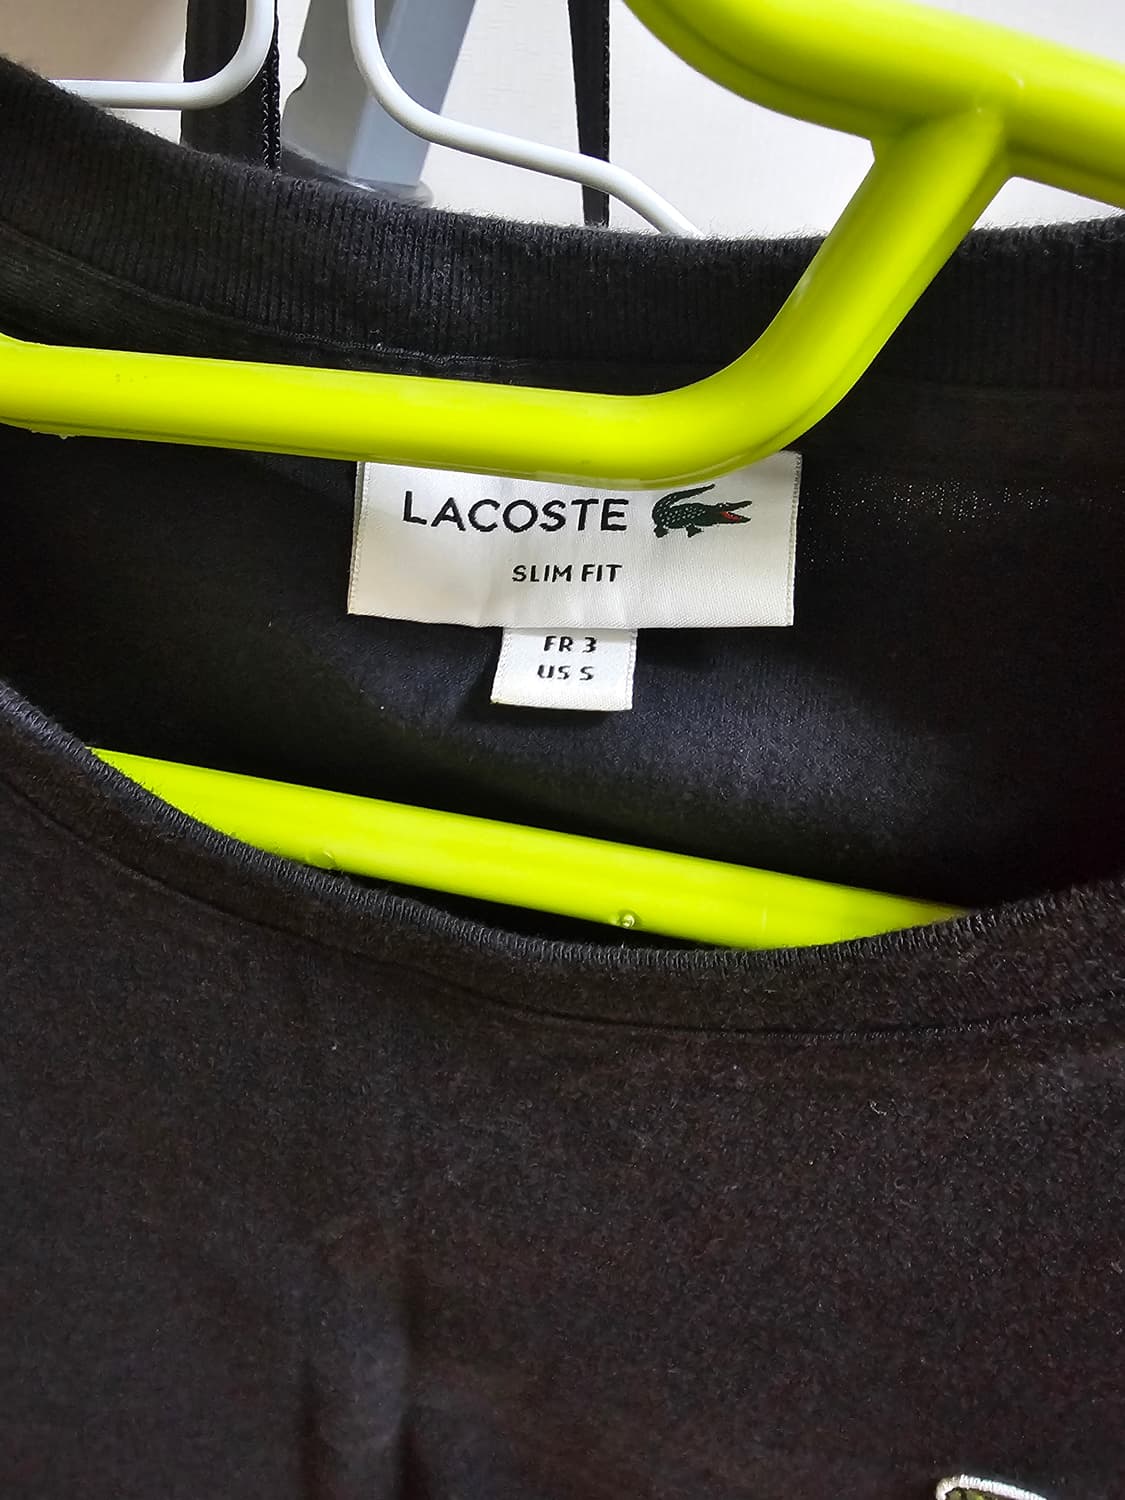 LACOSTE
SLIM FIT
FR 3
US S